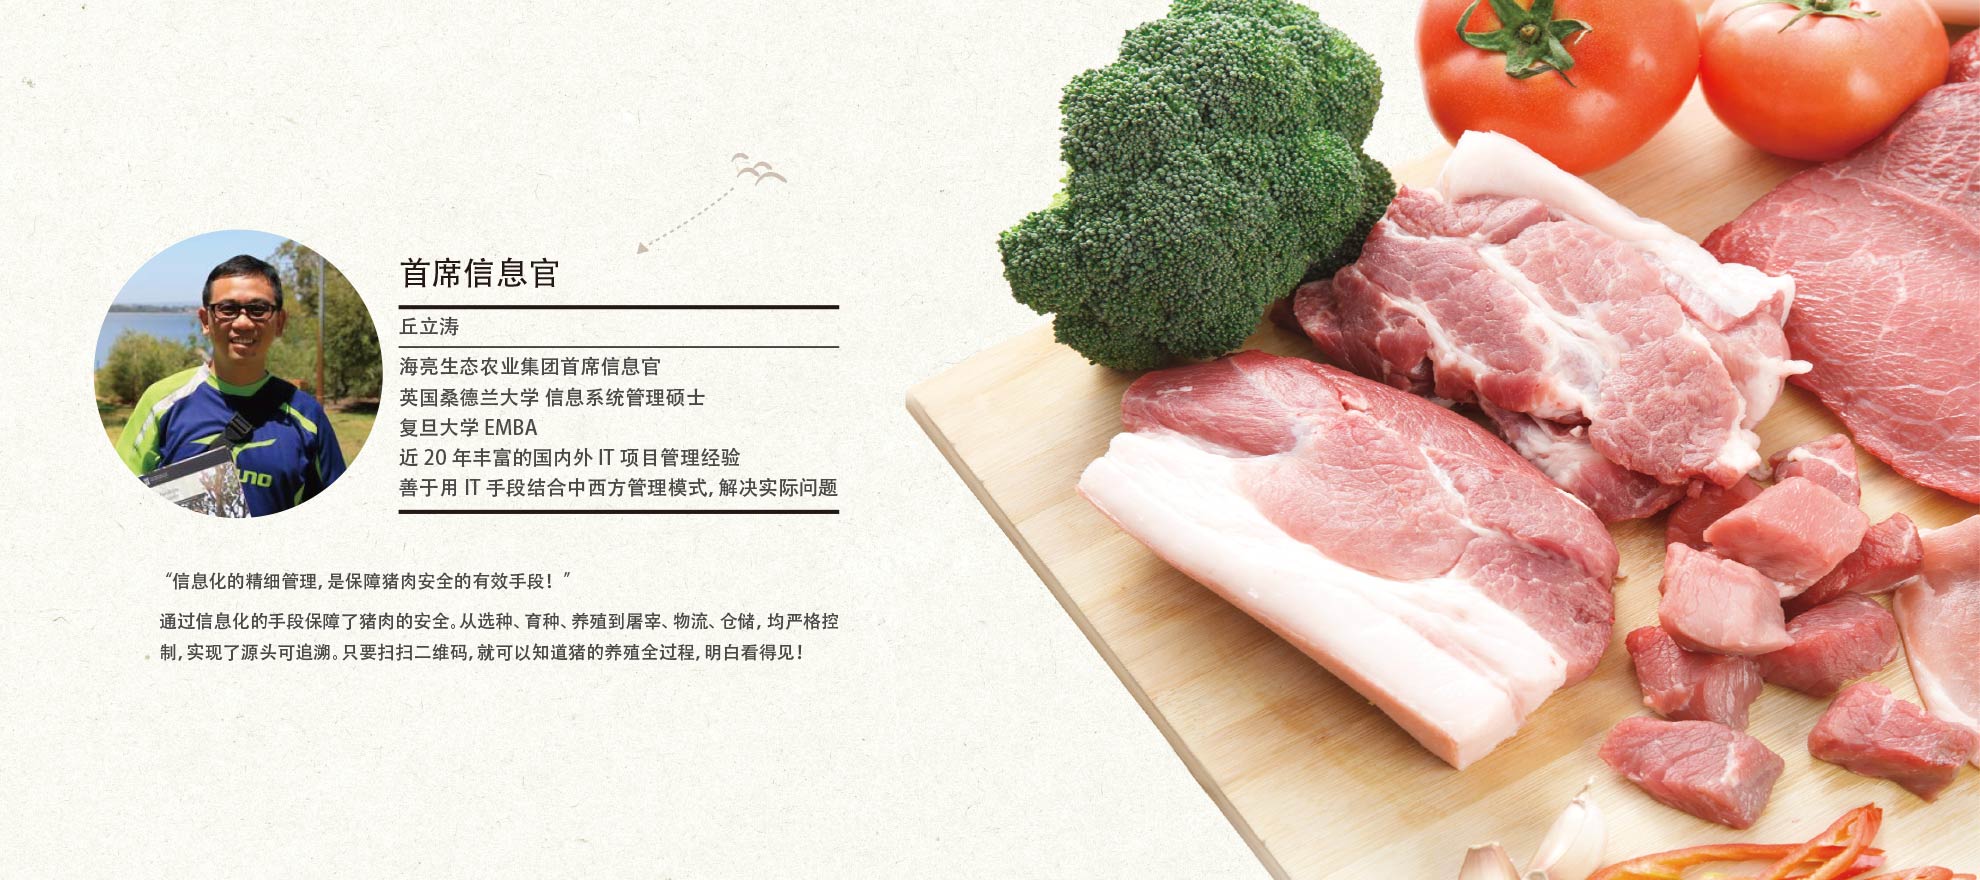 首席信息官
丘立涛
海亮生态农业集团首席信息官
英国桑德兰大学 信息系统管理硕士
复旦大学 EMBA
近 20 年丰富的国内外 IT 项目管理经验
善于用 IT 手段结合中西方管理模式，解决实际问题
“信息化的精细管理，是保障猪肉安全的有效手段！”
通过信息化的手段保障了猪肉的安全。从选种、育种、养殖到屠宰、物流、仓储，均严格控
制，实现了源头可追溯。只要扫扫二维码，就可以知道猪的养殖全过程，明白看得见！